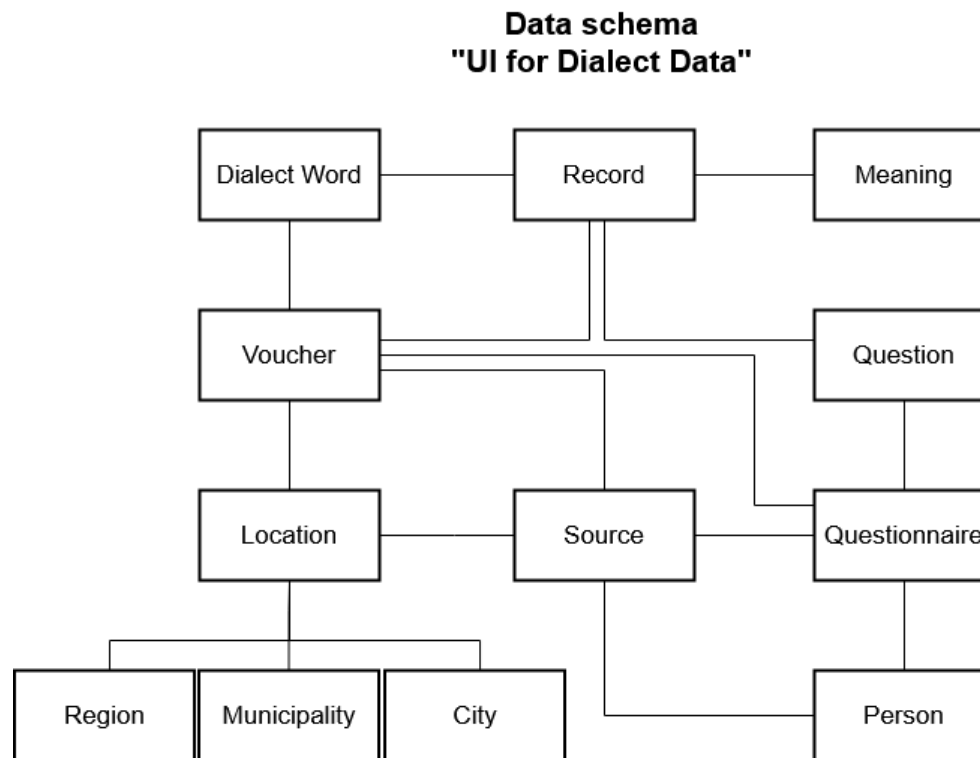 Data schema
"UI for Dialect Data"
Dialect Word
Record
Meaning
Voucher
Question
Location
Source
Questionnaire
Region
Municipality
City
Person